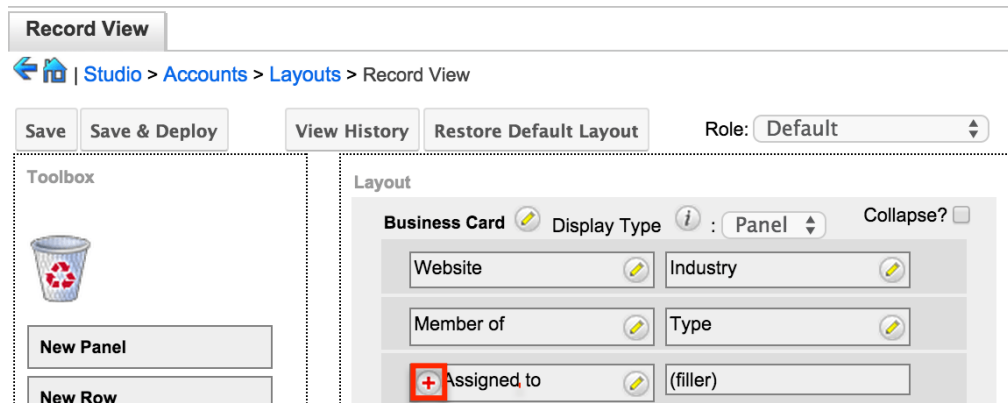 Record View
| Studio > Accounts > Layouts > Record View
Save Save & Deploy View History Restore Default Layout Role: Default
Toolbox
Layout
Business Card Display Type i : Panel Collapse?
Website Industry
Member of Type
New Panel
Assigned to (filler)
New Row